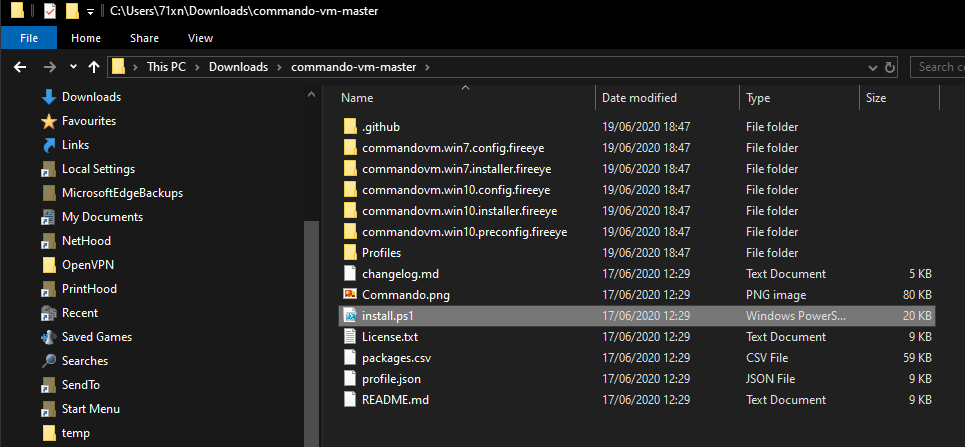 C:\Users\71xn\Downloads\commando-vm-master
File Home Share View
This PC Downloads commando-vm-master Search co
Downloads
Favourites
Links
Local Settings
MicrosoftEdgeBackups
My Documents
NetHood
OpenVPN
PrintHood
Recent
Saved Games
Searches
SendTo
Start Menu
temp
Name Date modified Type Size
.github 19/06/2020 18:47 File folder
commandovm.win7.config.fireeye 19/06/2020 18:47 File folder
commandovm.win7.installer.fireeye 19/06/2020 18:47 File folder
commandovm.win10.config.fireeye 19/06/2020 18:47 File folder
commandovm.win10.installer.fireeye 19/06/2020 18:47 File folder
commandovm.win10.preconfig.fireeye 19/06/2020 18:47 File folder
Profiles 19/06/2020 18:47 File folder
changelog.md 17/06/2020 12:29 Text Document 5 KB
Commando.png 17/06/2020 12:29 PNG image 80 KB
install.ps1 17/06/2020 12:29 Windows PowerS... 20 KB
License.txt 17/06/2020 12:29 Text Document 9 KB
packages.csv 17/06/2020 12:29 CSV File 59 KB
profile.json 17/06/2020 12:29 JSON File 9 KB
README.md 17/06/2020 12:29 Text Document 9 KB